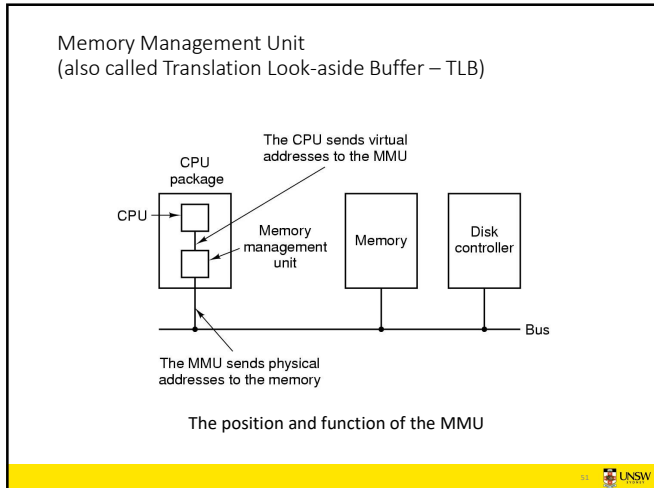 Memory Management Unit
(also called Translation Look-aside Buffer – TLB)
The CPU sends virtual
addresses to the MMU
CPU
package
CPU
Memory
management
unit
Memory
Disk
controller
Bus
The MMU sends physical
addresses to the memory
The position and function of the MMU
51
UNSW
SYDNEY